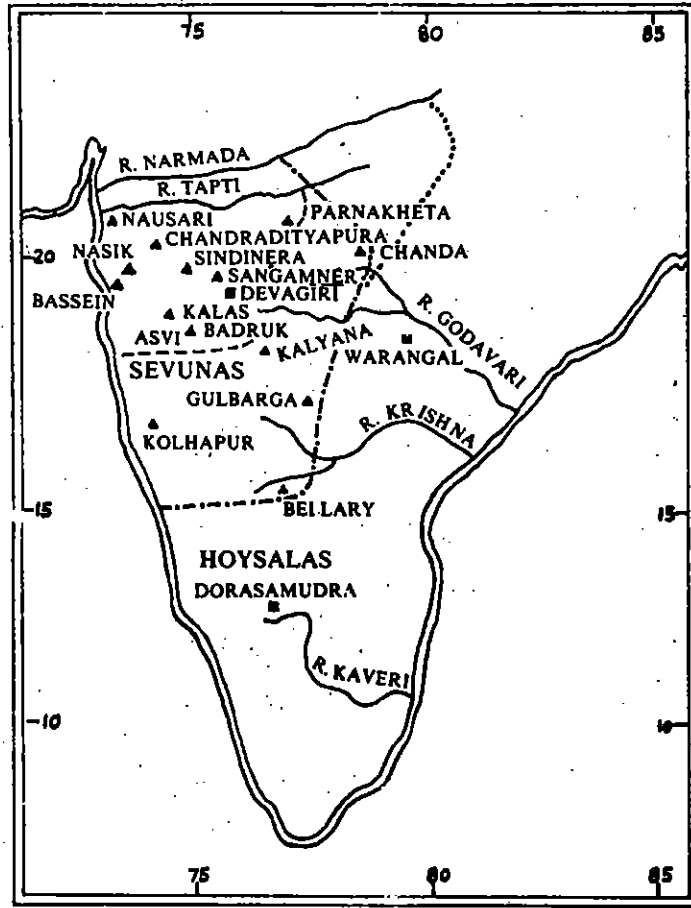 75 80 85
R. NARMADA
R. TAPTI
NAUSARI
PARNAKHETA
CHANDRADITYAPURA
CHANDA
20
NASIK
SINDINERA
SANGAMNER
BASSEIN
DEVAGIRI
KALAS
R. GODAVARI
ASVI
BADRUK
KALYANA
WARANGAL
SEVUNAS
GULBARGA
R. KRISHNA
KOLHAPUR
BELLARY
15 15
HOYSALAS
DORASAMUDRA
R. KAVERI
10 10
75 80 85